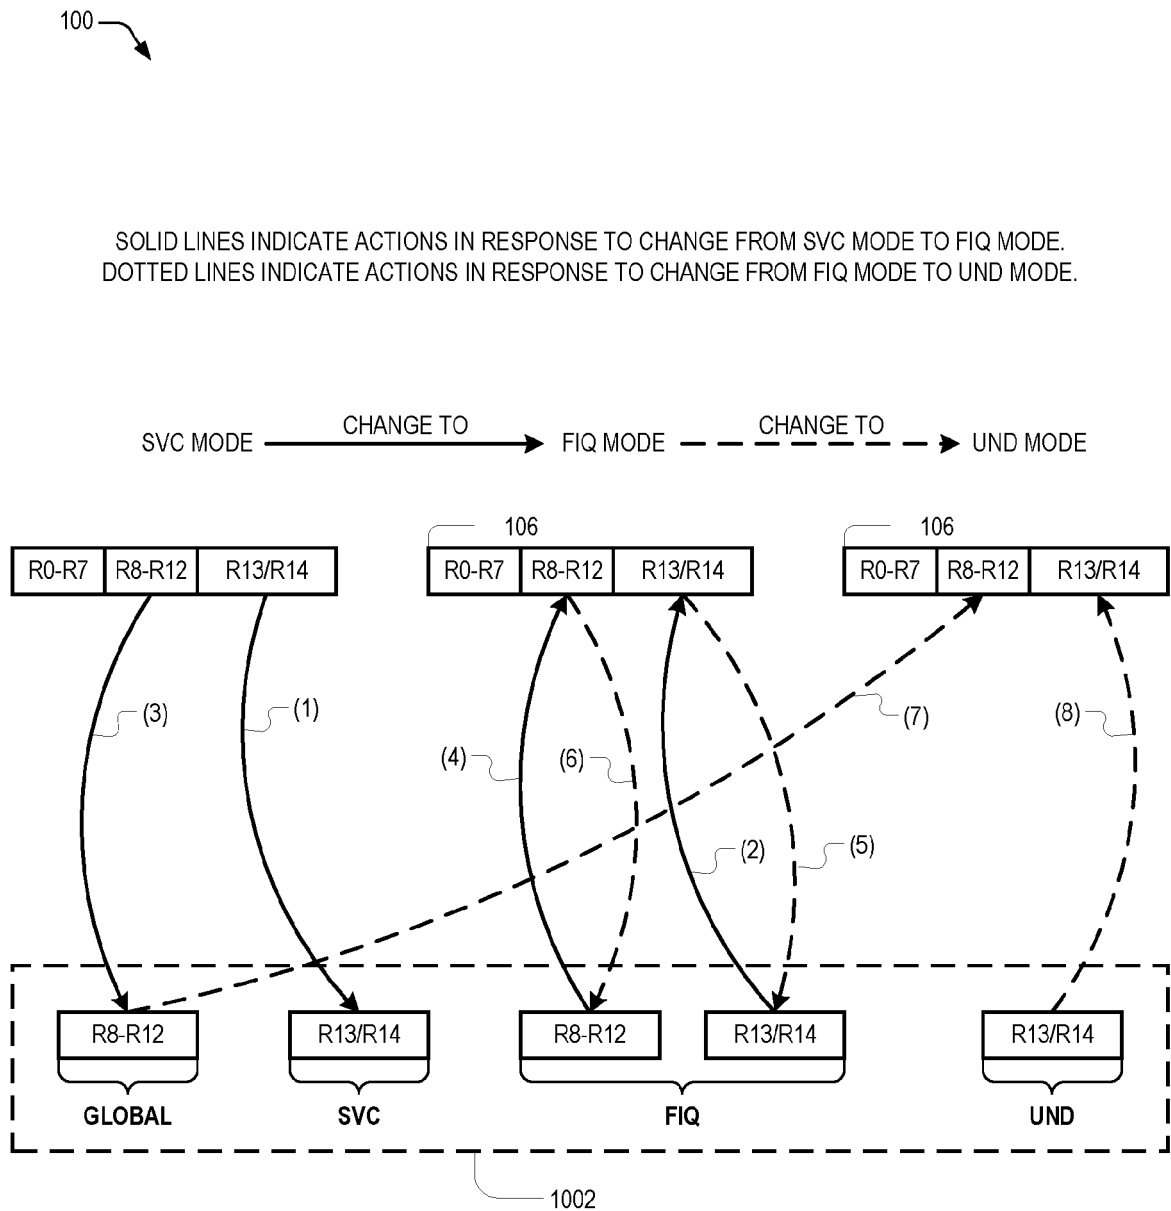 100
SOLID LINES INDICATE ACTIONS IN RESPONSE TO CHANGE FROM SVC MODE TO FIQ MODE.
DOTTED LINES INDICATE ACTIONS IN RESPONSE TO CHANGE FROM FIQ MODE TO UND MODE.
SVC MODE CHANGE TO FIQ MODE CHANGE TO UND MODE
106 106
R0-R7 R8-R12 R13/R14 R0-R7 R8-R12 R13/R14 R0-R7 R8-R12 R13/R14
(3) (1) (7) (8)
(4) (6)
(2) (5)
R8-R12 R13/R14 R8-R12 R13/R14 R13/R14
GLOBAL SVC FIQ UND
1002